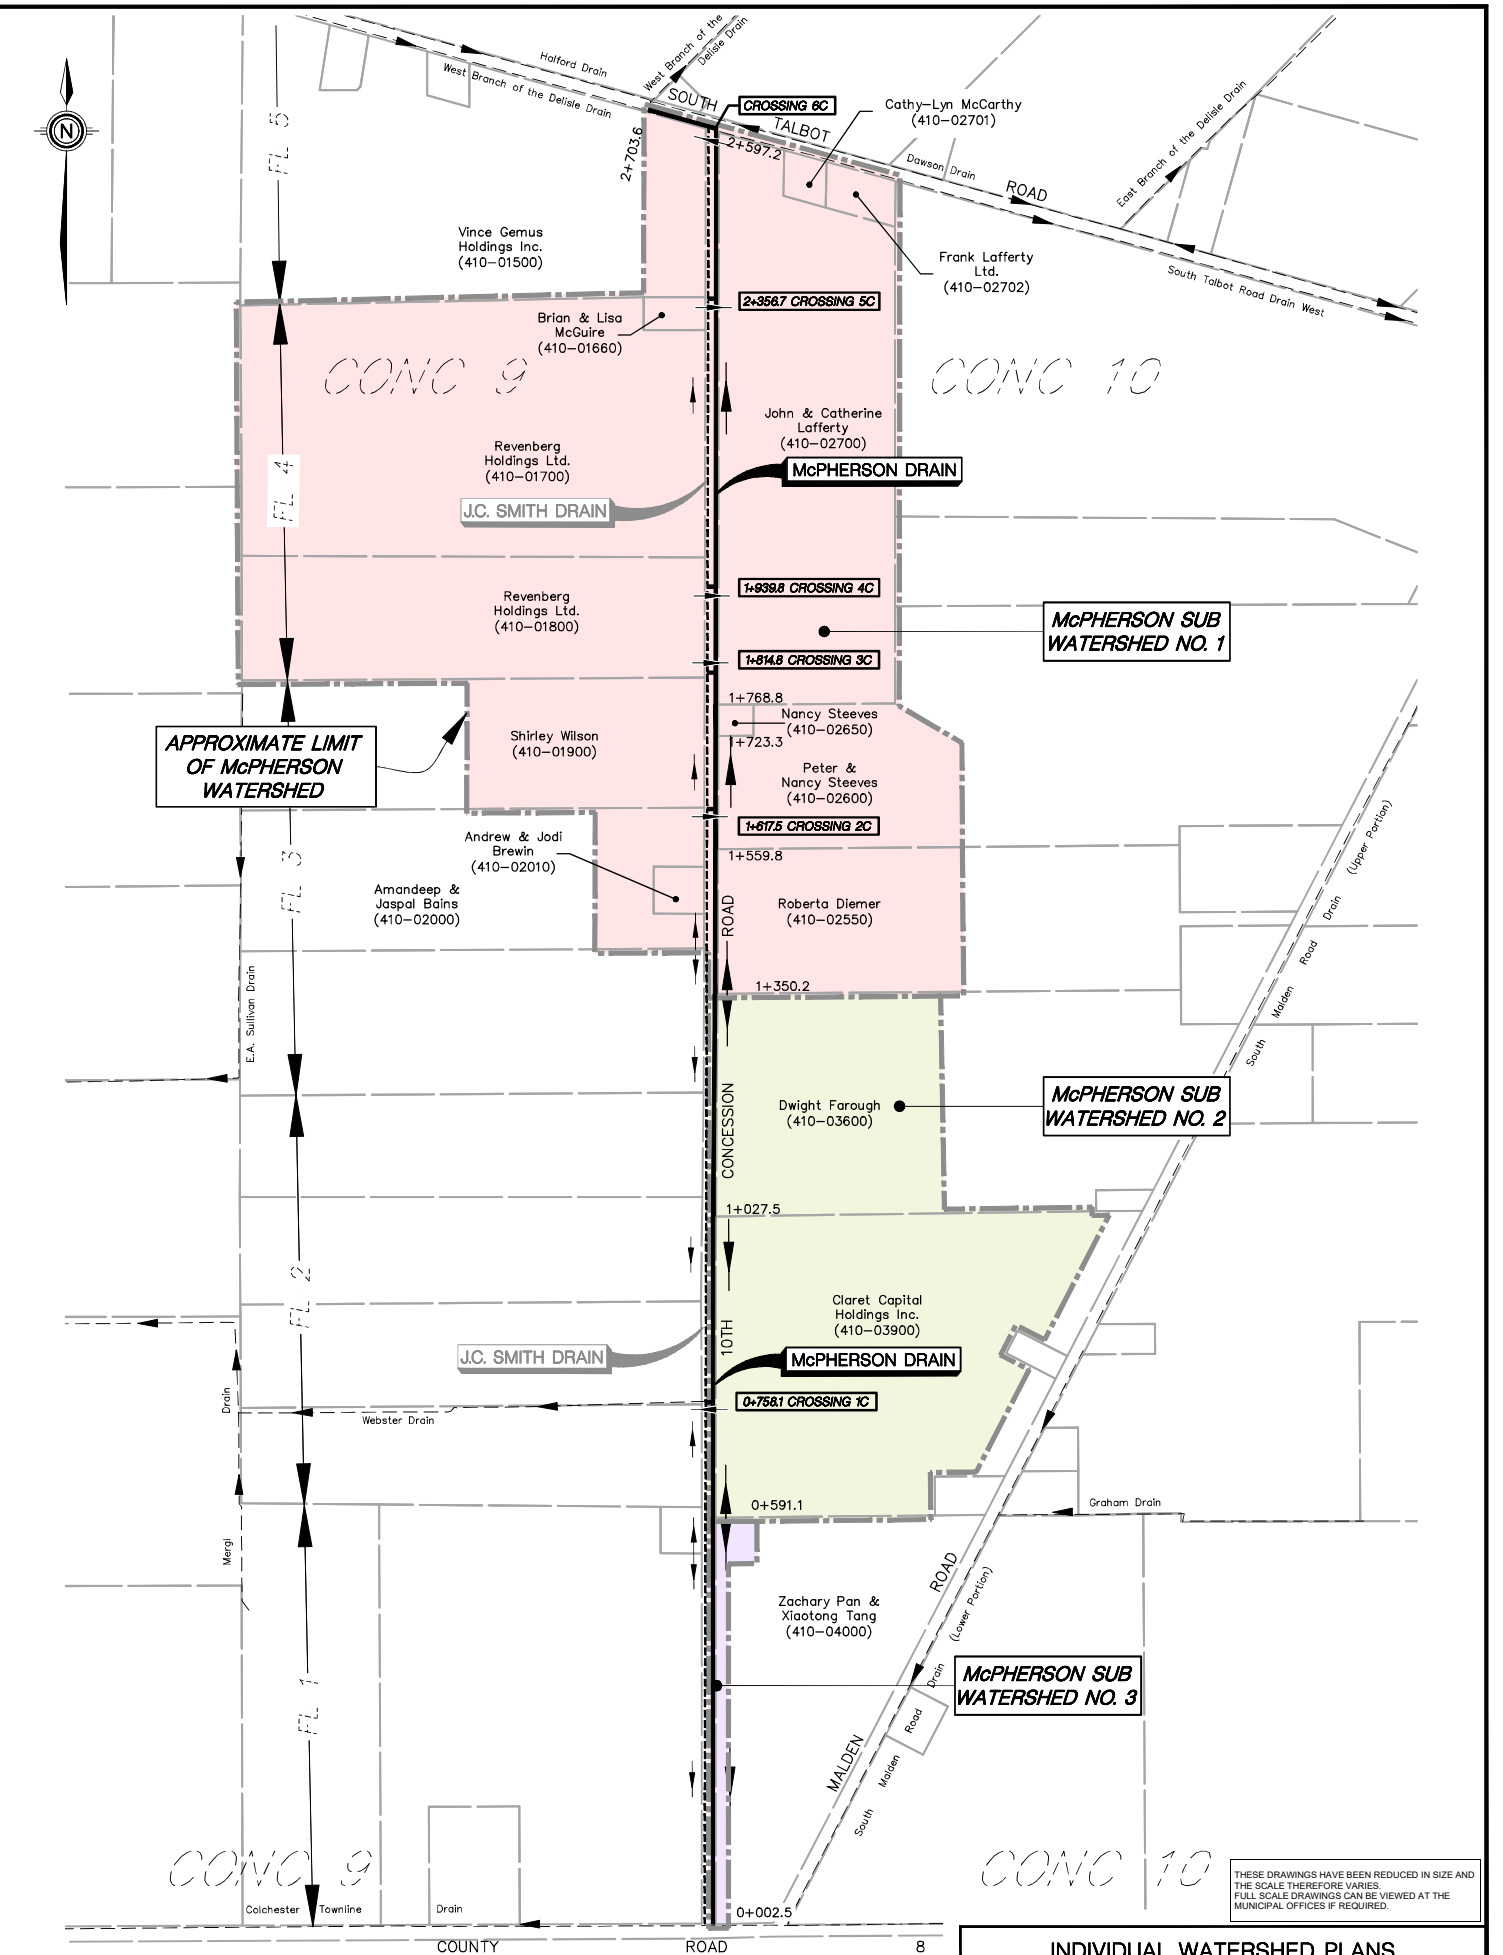 Halford Drain
West Branch of the Delisle Drain
West Branch of the
Delisle Drain
SOUTH
TALBOT
ROAD
CROSSING 6C
Cathy-Lyn McCarthy
(410-02701)
2+703.6
2+597.2
Dawson Drain
East Branch of the Delisle Drain
N
FL 5
Vince Gemus
Holdings Inc.
(410-01500)
Frank Lafferty
Ltd.
(410-02702)
South Talbot Road Drain West
2+356.7 CROSSING 5C
Brian & Lisa
McGuire
(410-01660)
CONC 9
CONC 10
John & Catherine
Lafferty
(410-02700)
Revenberg
Holdings Ltd.
(410-01700)
McPHERSON DRAIN
FL 4
J.C. SMITH DRAIN
1+939.8 CROSSING 4C
Revenberg
Holdings Ltd.
(410-01800)
McPHERSON SUB
WATERSHED NO. 1
1+814.8 CROSSING 3C
1+768.8
Nancy Steeves
(410-02650)
1+723.3
APPROXIMATE LIMIT
OF McPHERSON
WATERSHED
Shirley Wilson
(410-01900)
Peter &
Nancy Steeves
(410-02600)
1+617.5 CROSSING 2C
Andrew & Jodi
Brewin
(410-02010)
1+559.8
FL 3
Amandeep &
Jaspal Bains
(410-02000)
Roberta Diemer
(410-02550)
ROAD
South Malden Road Drain (Upper Portion)
1+350.2
E.A. Sullivan Drain
CONCESSION
Dwight Farough
(410-03600)
McPHERSON SUB
WATERSHED NO. 2
1+027.5
FL 2
Claret Capital
Holdings Inc.
(410-03900)
10TH
J.C. SMITH DRAIN
McPHERSON DRAIN
0+758.1 CROSSING 1C
Webster Drain
Mergl Drain
0+591.1
Graham Drain
ROAD
Zachary Pan &
Xiaotong Tang
(410-04000)
McPHERSON SUB
WATERSHED NO. 3
FL 1
MALDEN
South Malden Road Drain (Lower Portion)
CONC 9
CONC 10
THESE DRAWINGS HAVE BEEN REDUCED IN SIZE AND
THE SCALE THEREFORE VARIES.
FULL SCALE DRAWINGS CAN BE VIEWED AT THE
MUNICIPAL OFFICES IF REQUIRED.
Colchester Townline Drain
0+002.5
COUNTY ROAD 8
INDIVIDUAL WATERSHED PLANS